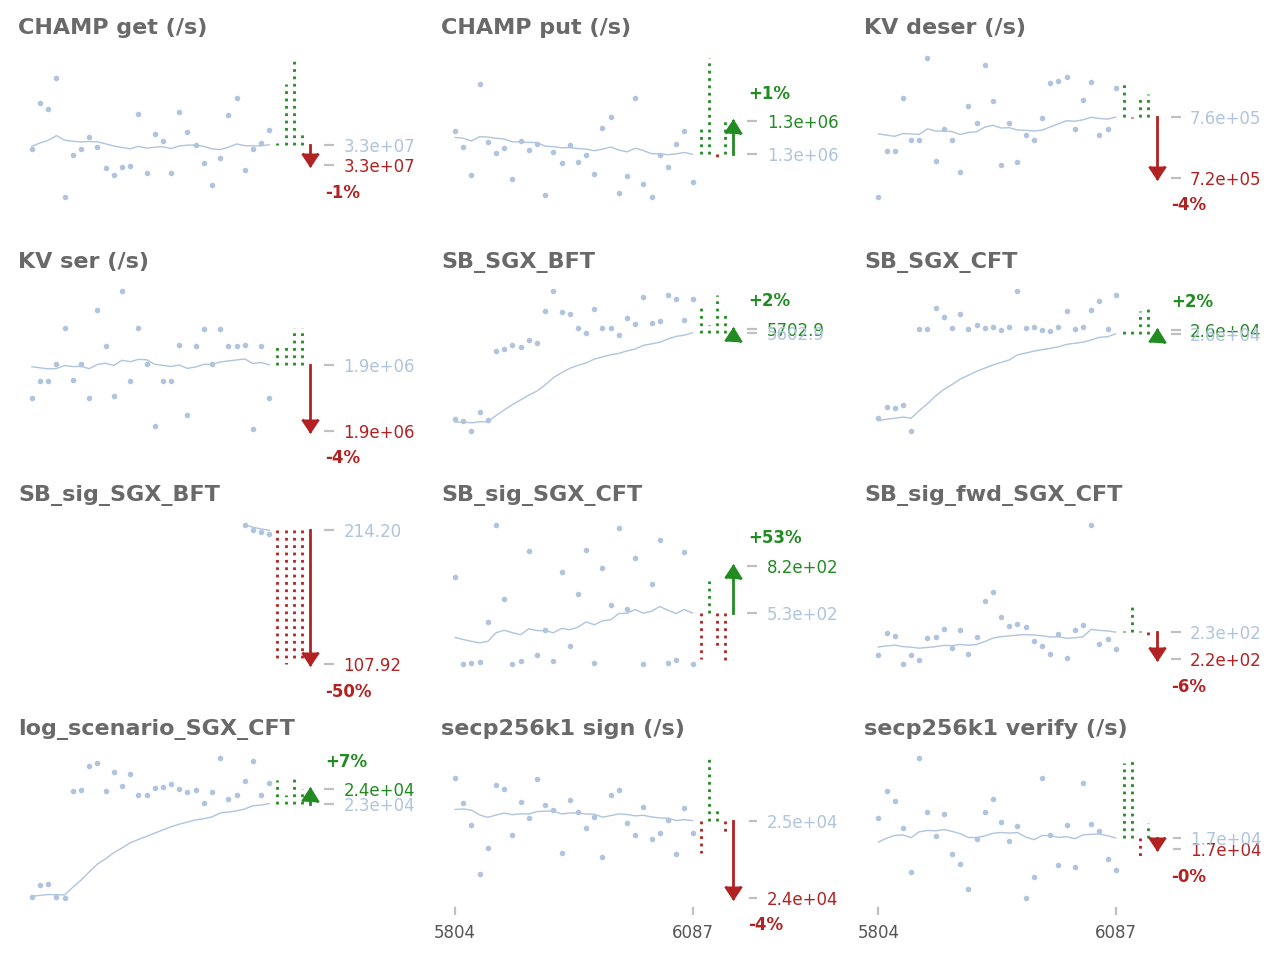 CHAMP get (/s)
3.3e+07
3.3e+07
-1%
CHAMP put (/s)
+1%
1.3e+06
1.3e+06
KV deser (/s)
7.6e+05
7.2e+05
-4%
KV ser (/s)
1.9e+06
1.9e+06
-4%
SB_SGX_BFT
+2%
5702.9
5602.9
SB_SGX_CFT
+2%
2.6e+04
2.6e+04
SB_sig_SGX_BFT
214.20
107.92
-50%
SB_sig_SGX_CFT
+53%
8.2e+02
5.3e+02
SB_sig_fwd_SGX_CFT
2.3e+02
2.2e+02
-6%
log_scenario_SGX_CFT
+7%
2.4e+04
2.3e+04
secp256k1 sign (/s)
2.5e+04
2.4e+04
-4%
5804
6087
secp256k1 verify (/s)
1.7e+04
1.7e+04
-0%
5804
6087